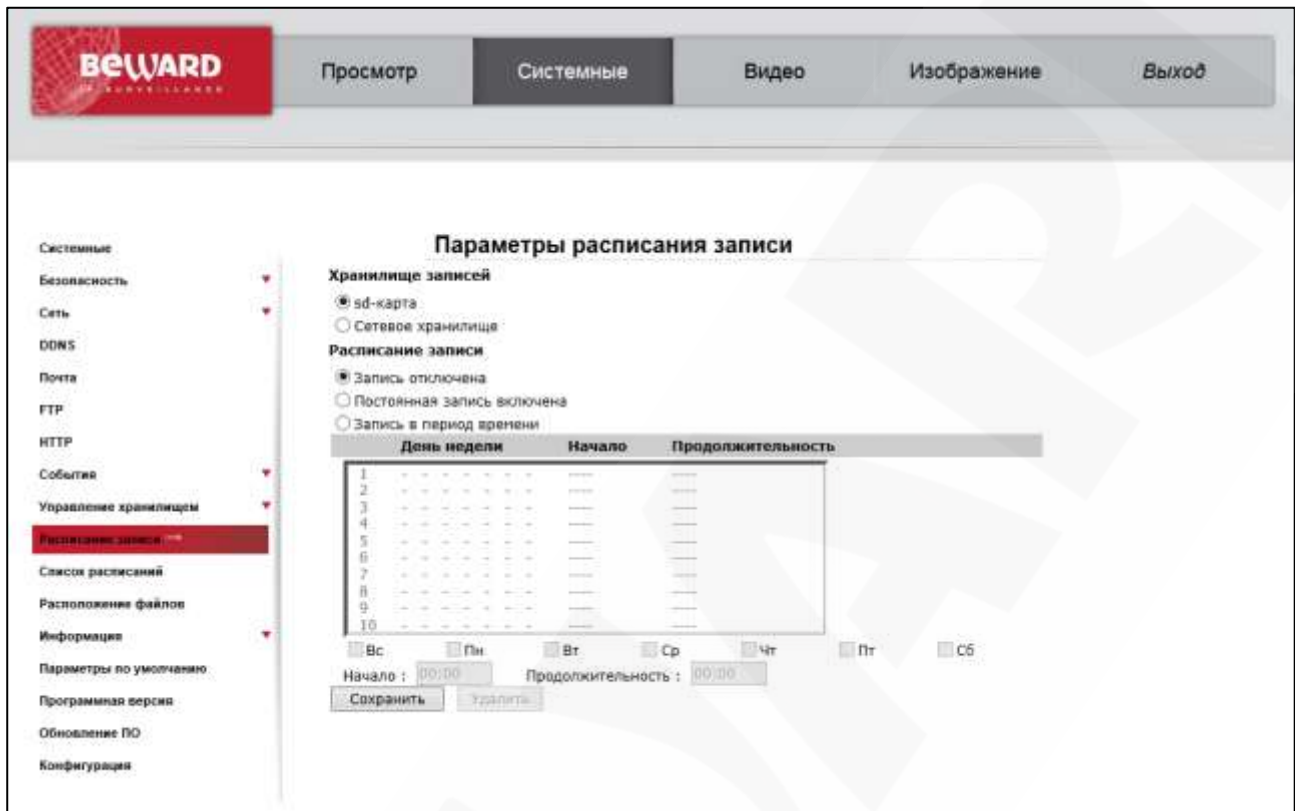 BEWARD
IP SURVEILLANCE
Просмотр Системные Видео Изображение Выход
Системные
Безопасность
Сеть
DDNS
Почта
FTP
HTTP
События
Управление хранилищем
Расписание записи
Список расписаний
Расположение файлов
Информация
Параметры по умолчанию
Программная версия
Обновление ПО
Конфигурация
Параметры расписания записи
Хранилище записей
sd-карта
Сетевое хранилище
Расписание записи
Запись отключена
Постоянная запись включена
Запись в период времени
День недели Начало Продолжительность
1 - - - - - - - ---- ----
2 - - - - - - - ---- ----
3 - - - - - - - ---- ----
4 - - - - - - - ---- ----
5 - - - - - - - ---- ----
6 - - - - - - - ---- ----
7 - - - - - - - ---- ----
8 - - - - - - - ---- ----
9 - - - - - - - ---- ----
10 - - - - - - - ---- ----
Вс Пн Вт Ср Чт Пт Сб
Начало : 00:00 Продолжительность : 00:00
Сохранить Удалить